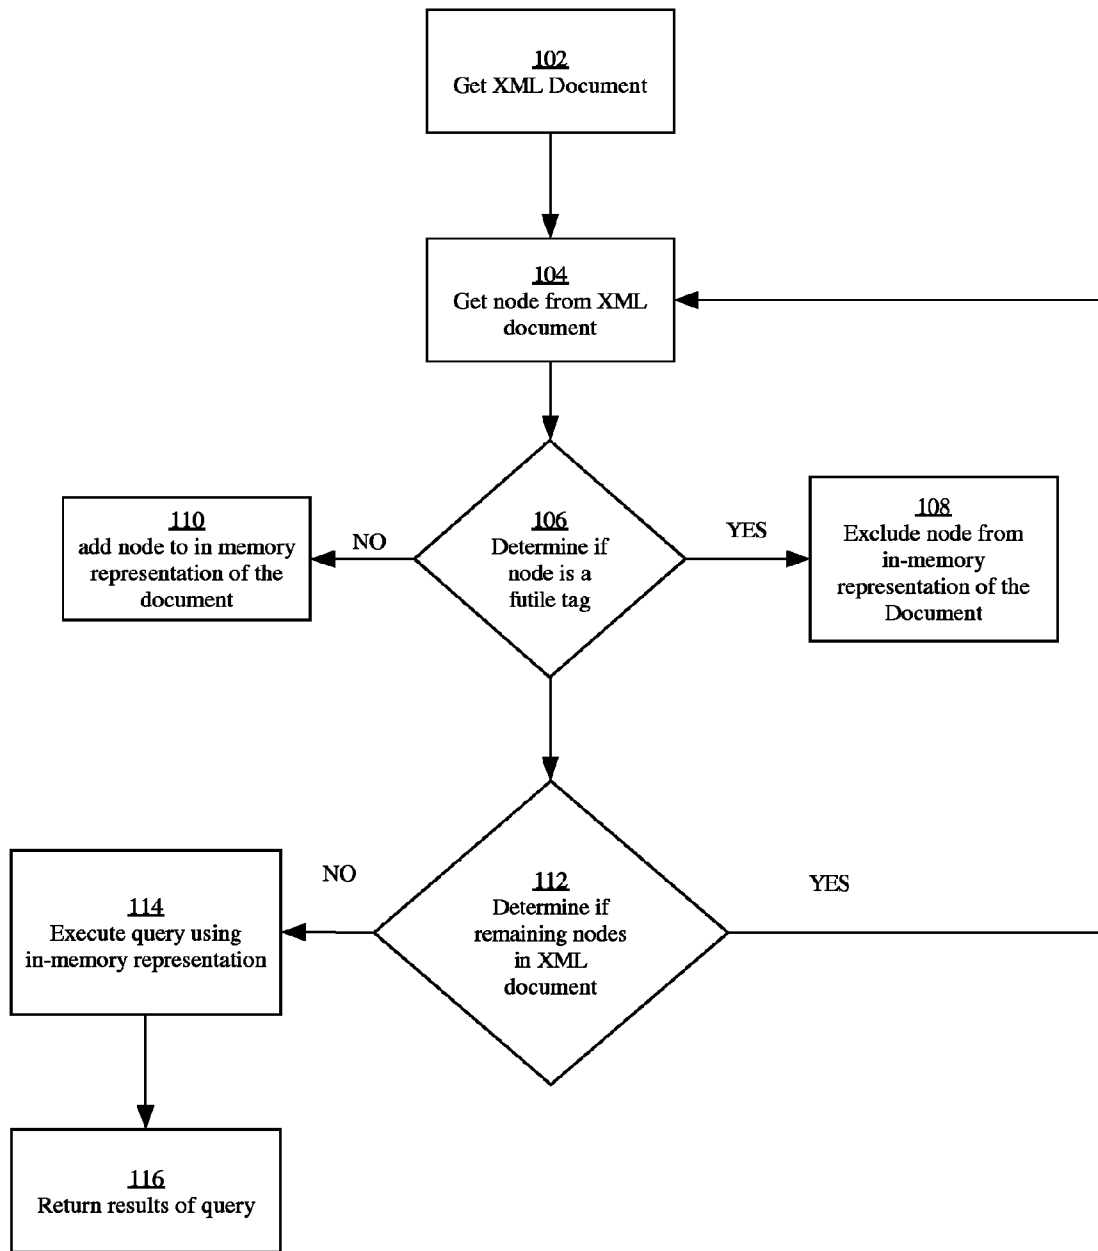 102
Get XML Document
104
Get node from XML
document
110
add node to in memory
representation of the
document
NO
106
Determine if
node is a
futile tag
YES
108
Exclude node from
in-memory
representation of the
Document
114
Execute query using
in-memory representation
NO
112
Determine if
remaining nodes
in XML
document
YES
116
Return results of query